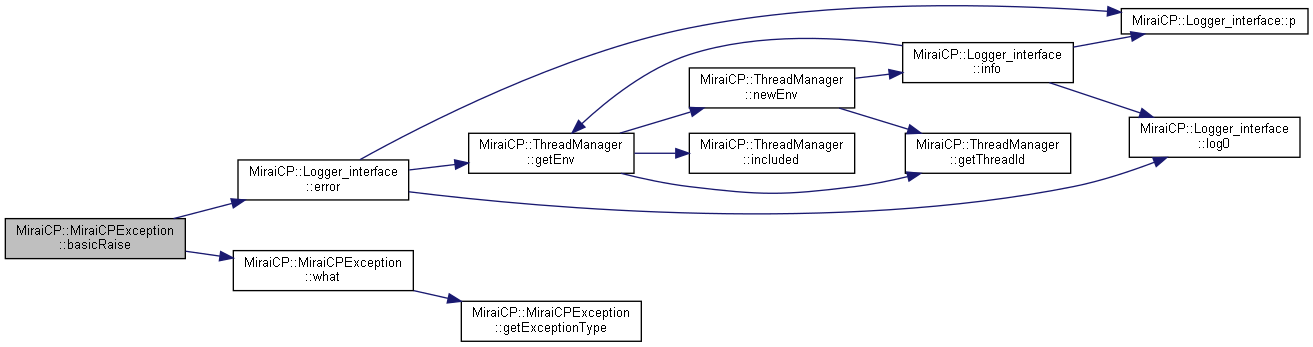 MiraiCP::MiraiCPException
::basicRaise
MiraiCP::Logger_interface
::error
MiraiCP::MiraiCPException
::what
MiraiCP::ThreadManager
::getEnv
MiraiCP::MiraiCPException
::getExceptionType
MiraiCP::ThreadManager
::newEnv
MiraiCP::ThreadManager
::included
MiraiCP::Logger_interface
::info
MiraiCP::ThreadManager
::getThreadId
MiraiCP::Logger_interface::p
MiraiCP::Logger_interface
::log0